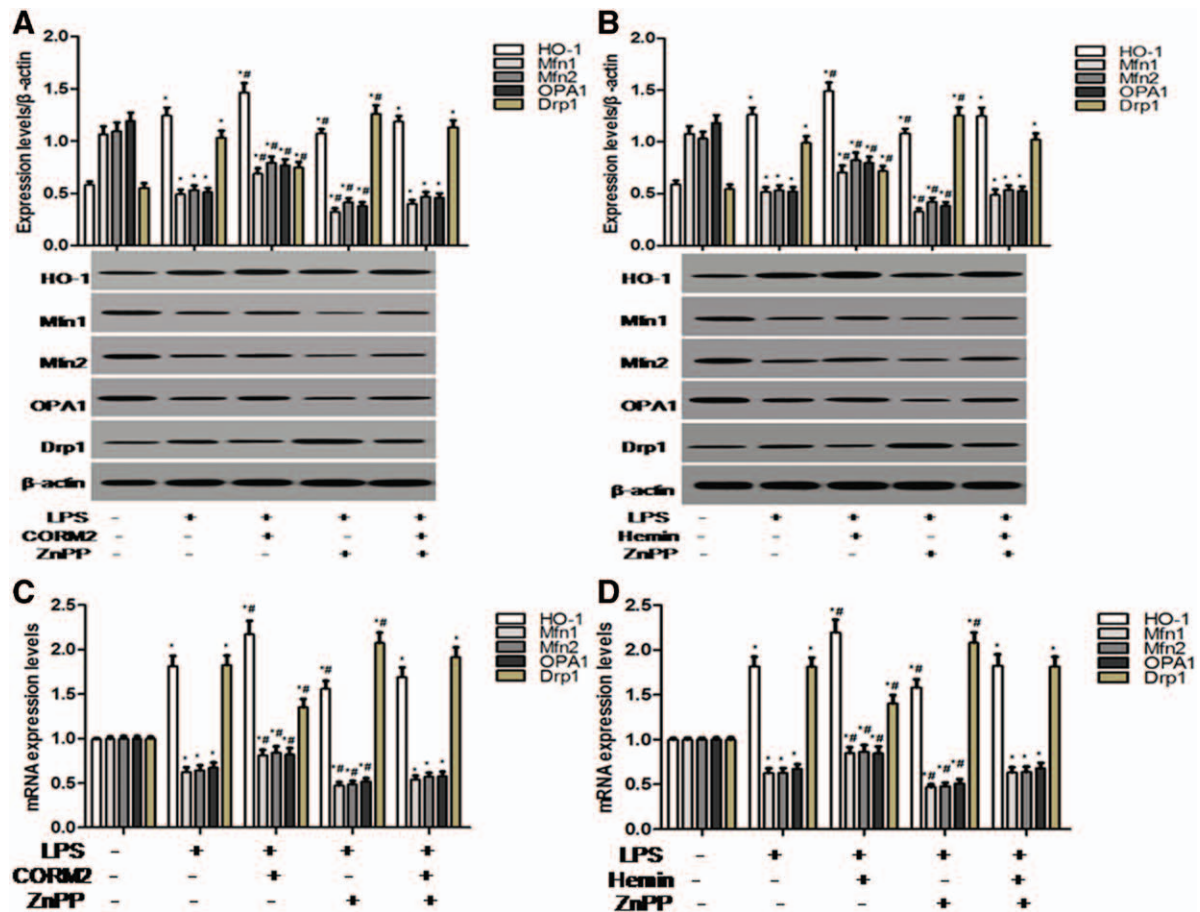 A
2.0
1.5
1.0
0.5
0.0
Expression levels/β -actin
HO-1
Mfn1
Mfn2
OPA1
Drp1
* *# *# *# *
* * * * *# *# *# *# *# *# *# * * * *
HO-1
Mfn1
Mfn2
OPA1
Drp1
β-actin
LPS - + + + +
CORM2 - - + - +
ZnPP - - - + +
B
2.0
1.5
1.0
0.5
0.0
Expression levels/β -actin
HO-1
Mfn1
Mfn2
OPA1
Drp1
* *# *# *# *
* * * * *# *# *# *# *# *# *# * * * *
HO-1
Mfn1
Mfn2
OPA1
Drp1
β-actin
LPS - + + + +
Hemin - - + - +
ZnPP - - - + +
C
2.5
2.0
1.5
1.0
0.5
0.0
mRNA expression levels
HO-1
Mfn1
Mfn2
OPA1
Drp1
* * *# *# *# *# * *
* * * *# *# *# *# *# *# * * *
LPS - + + + +
CORM2 - - + - +
ZnPP - - - + +
D
2.5
2.0
1.5
1.0
0.5
0.0
mRNA expression levels
HO-1
Mfn1
Mfn2
OPA1
Drp1
* * *# *# *# *# * *
* * * *# *# *# *# *# *# * * *
LPS - + + + +
Hemin - - + - +
ZnPP - - - + +